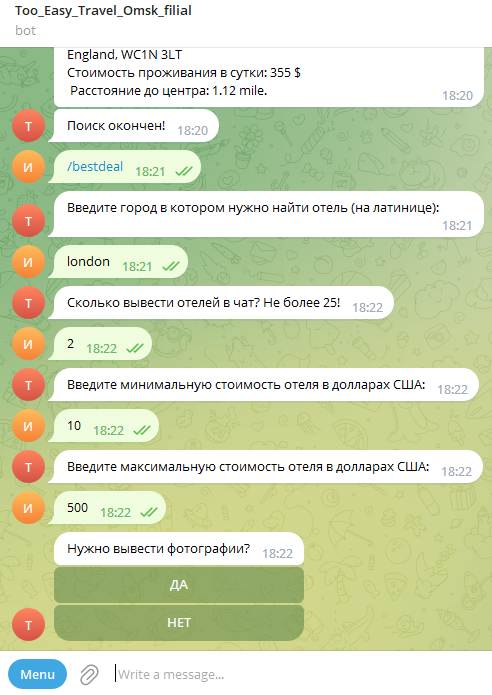 Too_Easy_Travel_Omsk_filial
bot
England, WC1N 3LT
Стоимость проживания в сутки: 355 $
Расстояние до центра: 1.12 mile.
18:20
Т
Поиск окончен! 18:20
И
/bestdeal 18:21
Т
Введите город в котором нужно найти отель (на латинице):
18:21
И
london 18:21
Т
Сколько вывести отелей в чат? Не более 25! 18:22
И
2 18:22
Т
Введите минимальную стоимость отеля в долларах США: 18:22
И
10 18:22
Т
Введите максимальную стоимость отеля в долларах США: 18:22
И
500 18:22
Нужно вывести фотографии? 18:22
ДА
НЕТ
Т
Menu
Write a message...